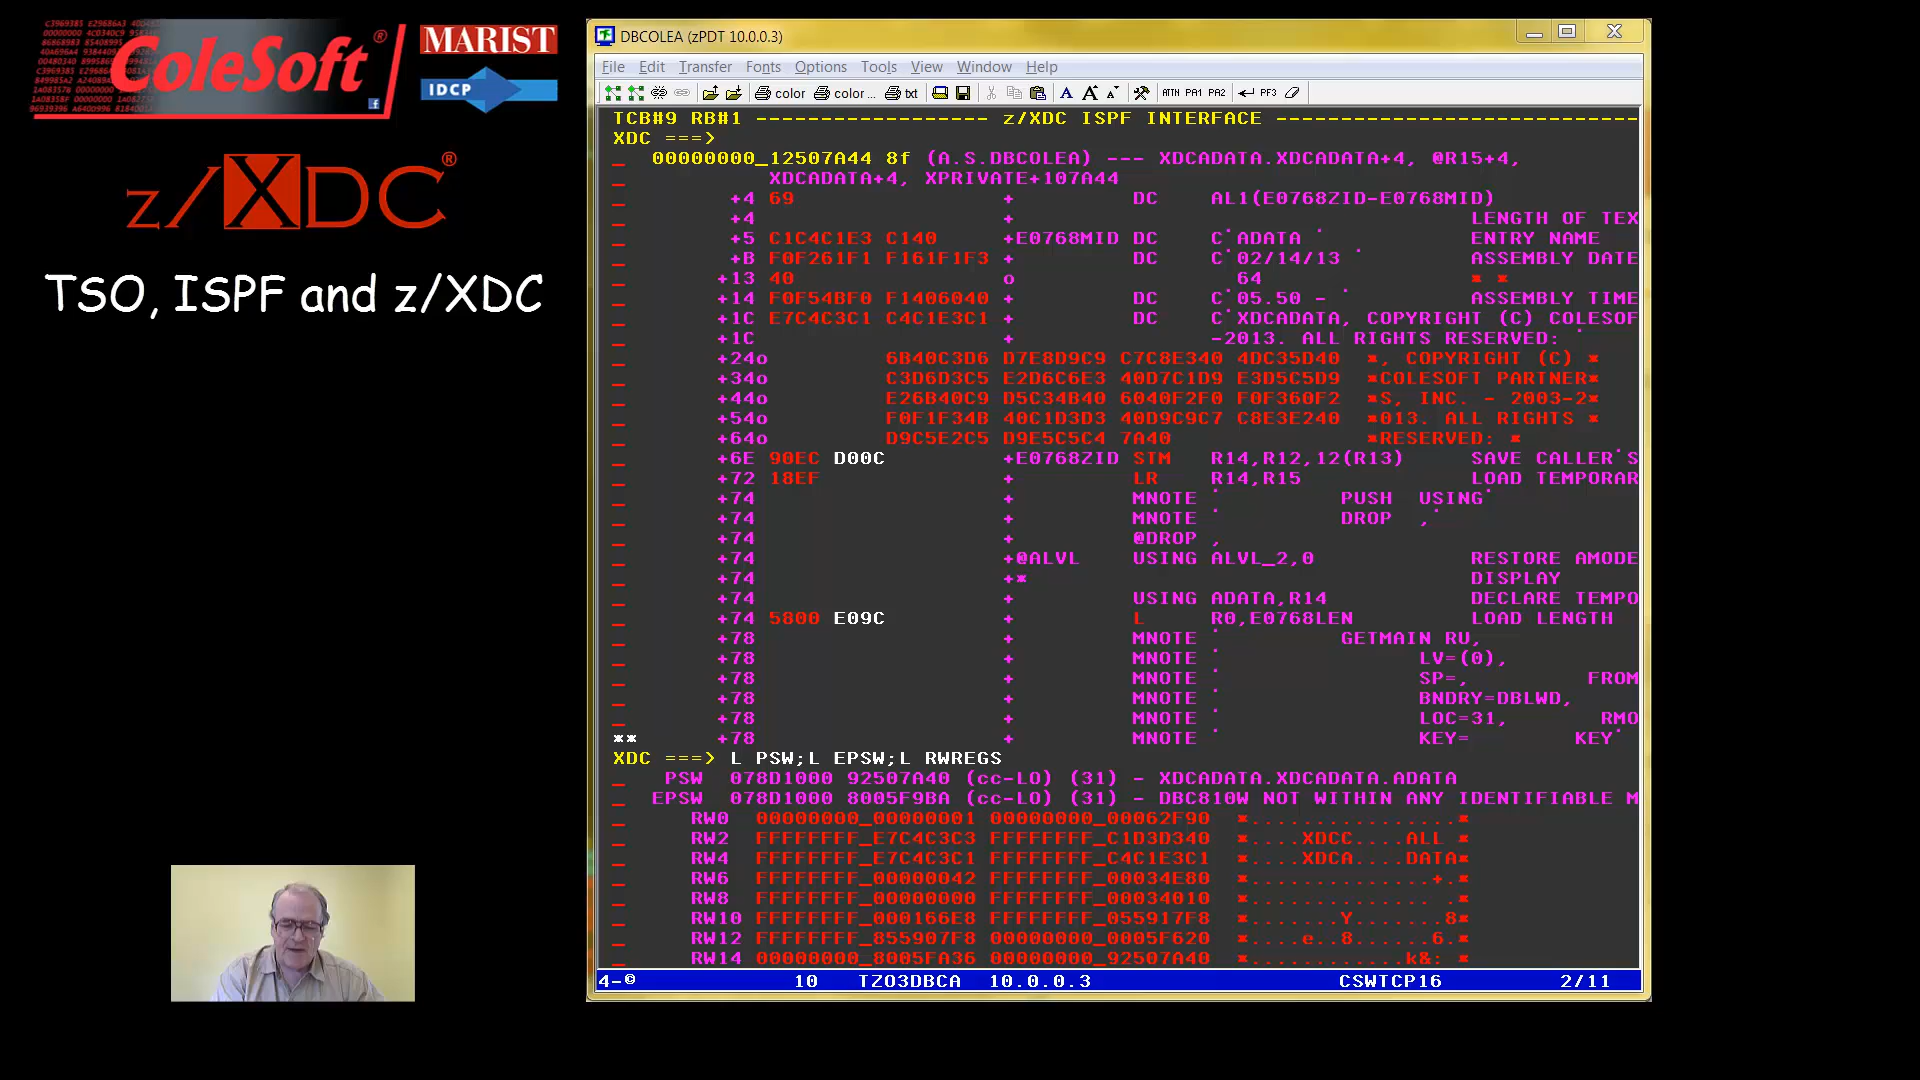 ColeSoft®
MARIST
IDCP
z/XDC®
TSO, ISPF and z/XDC
DBCOLEA (zPDT 10.0.0.3)
File Edit Transfer Fonts Options Tools View Window Help
color color... txt A A A ATTN PA1 PA2 PF3
TCB#9 RB#1 ------------------ z/XDC ISPF INTERFACE ----------------------------
XDC ===>
_ 00000000_12507A44 8f (A.S.DBCOLEA) --- XDCADATA.XDCADATA+4, @R15+4,
_ XDCADATA+4, XPRIVATE+107A44
_ +4 69 + DC AL1(E0768ZID-E0768MID)
_ +4 + LENGTH OF TEX
_ +5 C1C4C1E3 C140 +E0768MID DC C'ADATA ' ENTRY NAME
_ +B F0F261F1 F161F1F3 + DC C'02/14/13 ' ASSEMBLY DATE
_ +13 40 o 64 * *
_ +14 F0F54BF0 F1406040 + DC C'05.50 - ' ASSEMBLY TIME
_ +1C E7C4C3C1 C4C1E3C1 + DC C'XDCADATA, COPYRIGHT (C) COLESOF
_ +1C + -2013. ALL RIGHTS RESERVED: '
_ +24o 6B40C3D6 D7E8D9C9 C7C8E340 4DC35D40 *, COPYRIGHT (C) *
_ +34o C3D6D3C5 E2D6C6E3 40D7C1D9 E3D5C5D9 *COLESOFT PARTNER*
_ +44o E26B40C9 D5C34B40 6040F2F0 F0F360F2 *S, INC. - 2003-2*
_ +54o F0F1F34B 40C1D3D3 40D9C9C7 C8E3E240 *013. ALL RIGHTS *
_ +64o D9C5E2C5 D9E5C5C4 7A40 *RESERVED: *
_ +6E 90EC D00C +E0768ZID STM R14,R12,12(R13) SAVE CALLER'S
_ +72 18EF + LR R14,R15 LOAD TEMPORAR
_ +74 + MNOTE ' PUSH USING'
_ +74 + MNOTE ' DROP ,'
_ +74 + @DROP ,
_ +74 +@ALVL USING ALVL_2,0 RESTORE AMODE
_ +74 +* DISPLAY
_ +74 + USING ADATA,R14 DECLARE TEMPO
_ +74 5800 E09C + L R0,E0768LEN LOAD LENGTH
_ +78 + MNOTE ' GETMAIN RU,
_ +78 + MNOTE ' LV=(0),
_ +78 + MNOTE ' SP=, FROM
_ +78 + MNOTE ' BNDRY=DBLWD,
_ +78 + MNOTE ' LOC=31, RMO
** +78 + MNOTE ' KEY= KEY'
XDC ===> L PSW;L EPSW;L RWREGS
_ PSW 078D1000 92507A40 (cc-LO) (31) - XDCADATA.XDCADATA.ADATA
_ EPSW 078D1000 8005F9BA (cc-LO) (31) - DBC810W NOT WITHIN ANY IDENTIFIABLE M
_ RW0 00000000_00000001 00000000_00062F90 *................*
_ RW2 FFFFFFFF_E7C4C3C3 FFFFFFFF_C1D3D340 *....XDCC....ALL *
_ RW4 FFFFFFFF_E7C4C3C1 FFFFFFFF_C4C1E3C1 *....XDCA....DATA*
_ RW6 FFFFFFFF_00000042 FFFFFFFF_00034E80 *..............+.*
_ RW8 FFFFFFFF_00000000 FFFFFFFF_00034010 *.............. .*
_ RW10 FFFFFFFF_000166E8 FFFFFFFF_055917F8 *.......Y.......8*
_ RW12 FFFFFFFF_855907F8 00000000_0005F620 *....e..8......6.*
_ RW14 00000000_8005FA36 00000000_92507A40 *............k&: *
4-© 10 TZO3DBCA 10.0.0.3 CSWTCP16 2/11